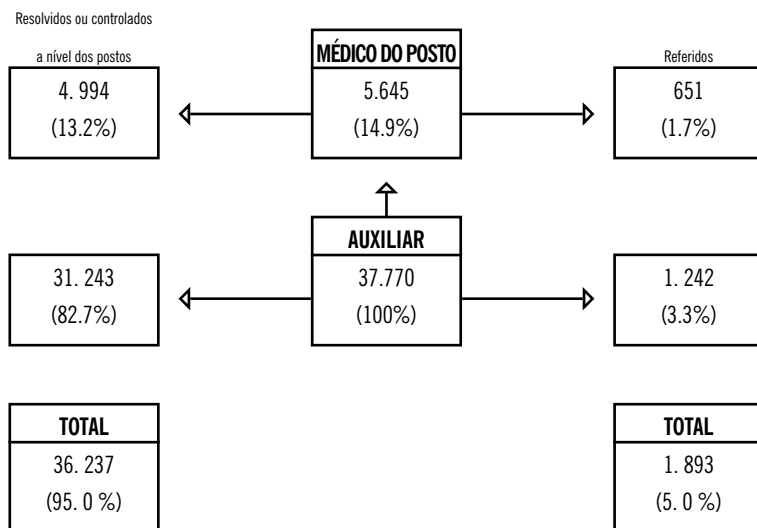 Resolvidos ou controlados
a nível dos postos
4. 994
(13.2%)
MÉDICO DO POSTO
5.645
(14.9%)
Referidos
651
(1.7%)
31. 243
(82.7%)
AUXILIAR
37.770
(100%)
1. 242
(3.3%)
TOTAL
36. 237
(95. 0 %)
TOTAL
1. 893
(5. 0 %)